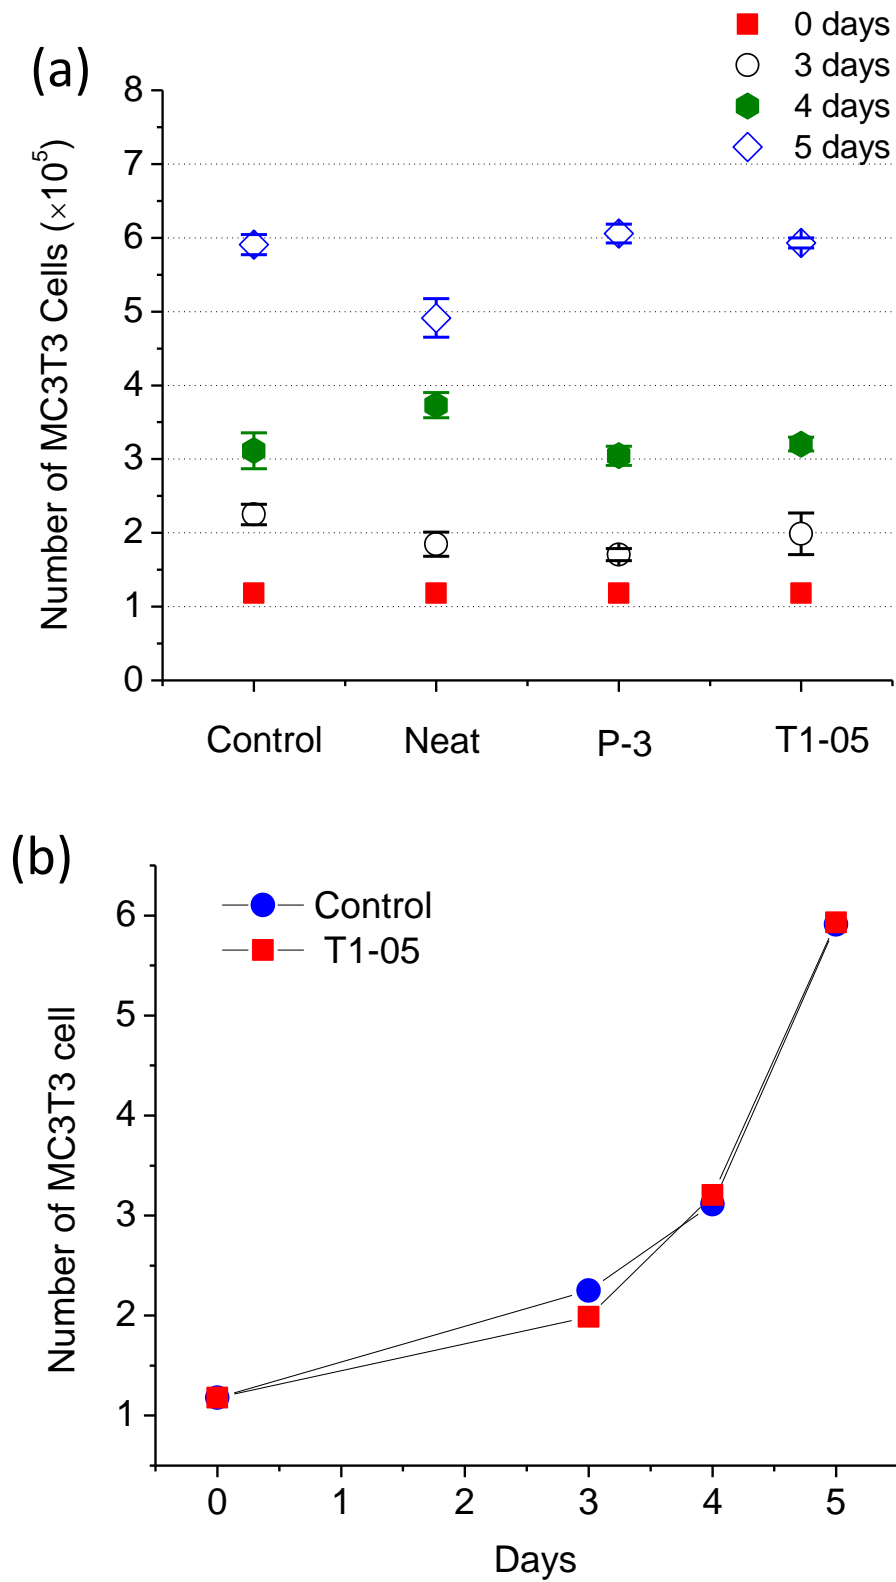 0 days
(a)
3 days
4 days
5 days
8
7
6
5
4
3
2
1
0
Number of MC3T3 Cells (×10⁵)
Control Neat P-3 T1-05
(b)
Control
T1-05
6
5
4
3
2
1
Number of MC3T3 cell
0 1 2 3 4 5
Days